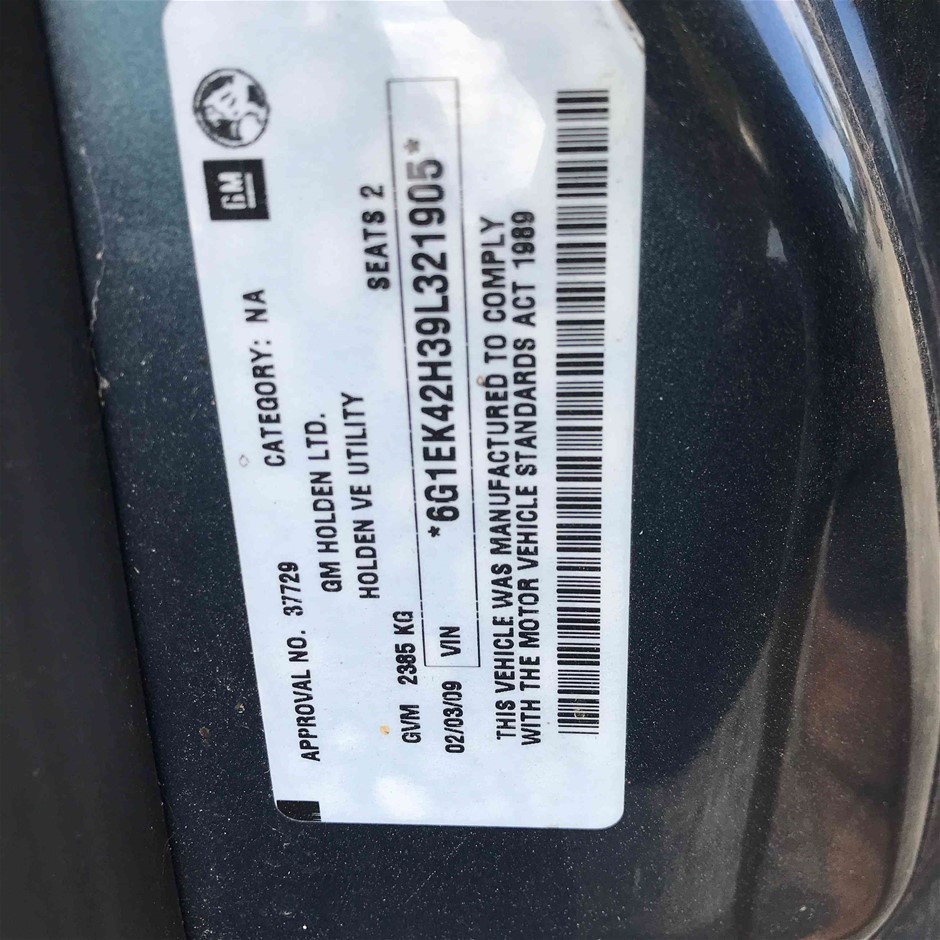 GM
APPROVAL NO. 37729 CATEGORY: NA
GM HOLDEN LTD.
HOLDEN VE UTILITY
GVM 2385 KG SEATS 2
02/03/09 VIN *6G1EK42H39L321905*
THIS VEHICLE WAS MANUFACTURED TO COMPLY
WITH THE MOTOR VEHICLE STANDARDS ACT 1989